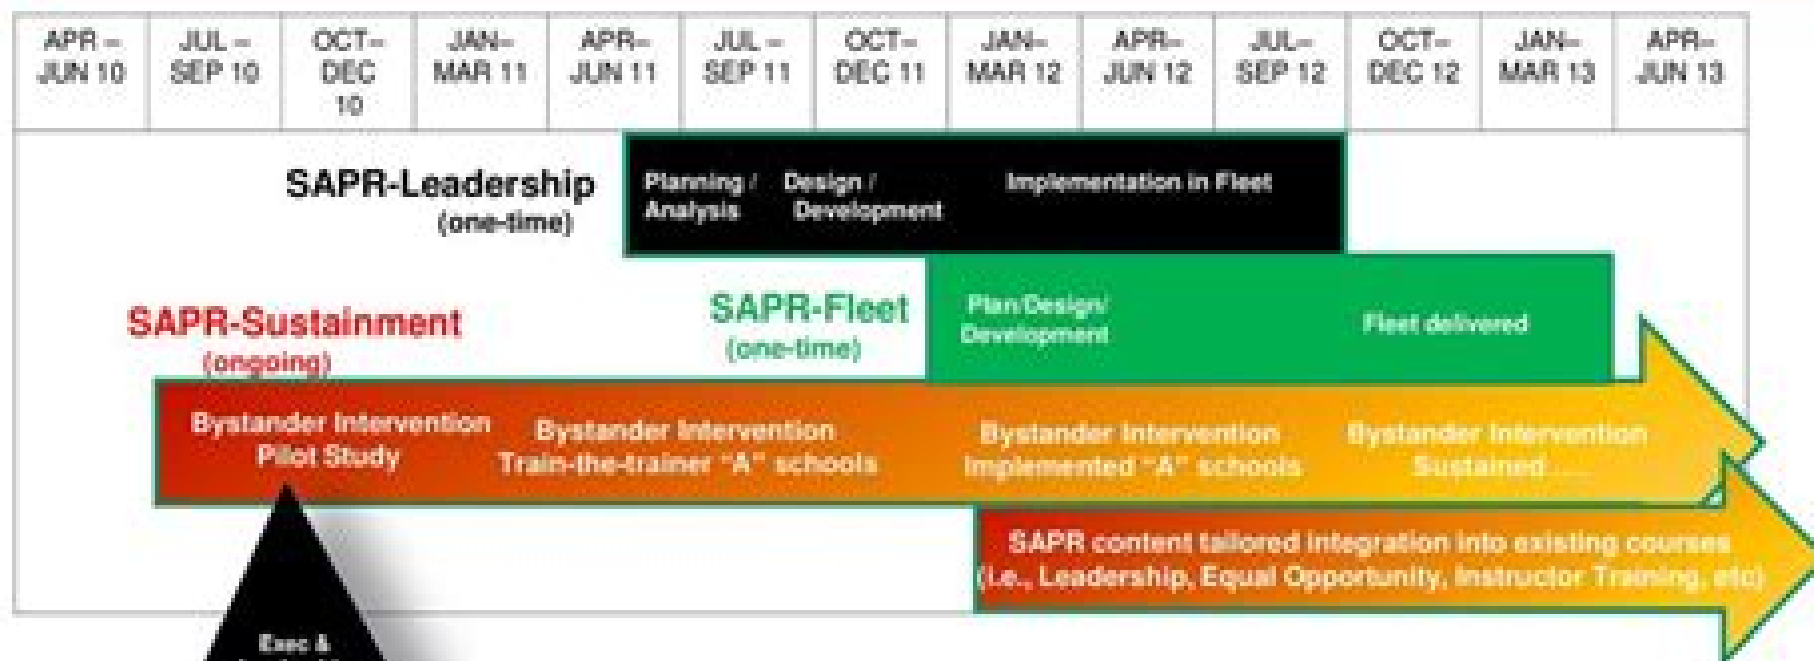 APR –
JUN 10
JUL –
SEP 10
OCT–
DEC
10
JAN–
MAR 11
APR–
JUN 11
JUL –
SEP 11
OCT–
DEC 11
JAN–
MAR 12
APR–
JUN 12
JUL–
SEP 12
OCT–
DEC 12
JAN–
MAR 13
APR–
JUN 13
SAPR-Leadership
(one-time)
Planning /
Analysis
Design /
Development
Implementation in Fleet
SAPR-Sustainment
(ongoing)
SAPR-Fleet
(one-time)
Plan/Design/
Development
Fleet delivered
Bystander Intervention
Pilot Study
Bystander Intervention
Train-the-trainer “A” schools
Bystander Intervention
Implemented “A” schools
Bystander Intervention
Sustained…..
SAPR content tailored integration into existing courses
(i.e., Leadership, Equal Opportunity, Instructor Training, etc)
Exec &